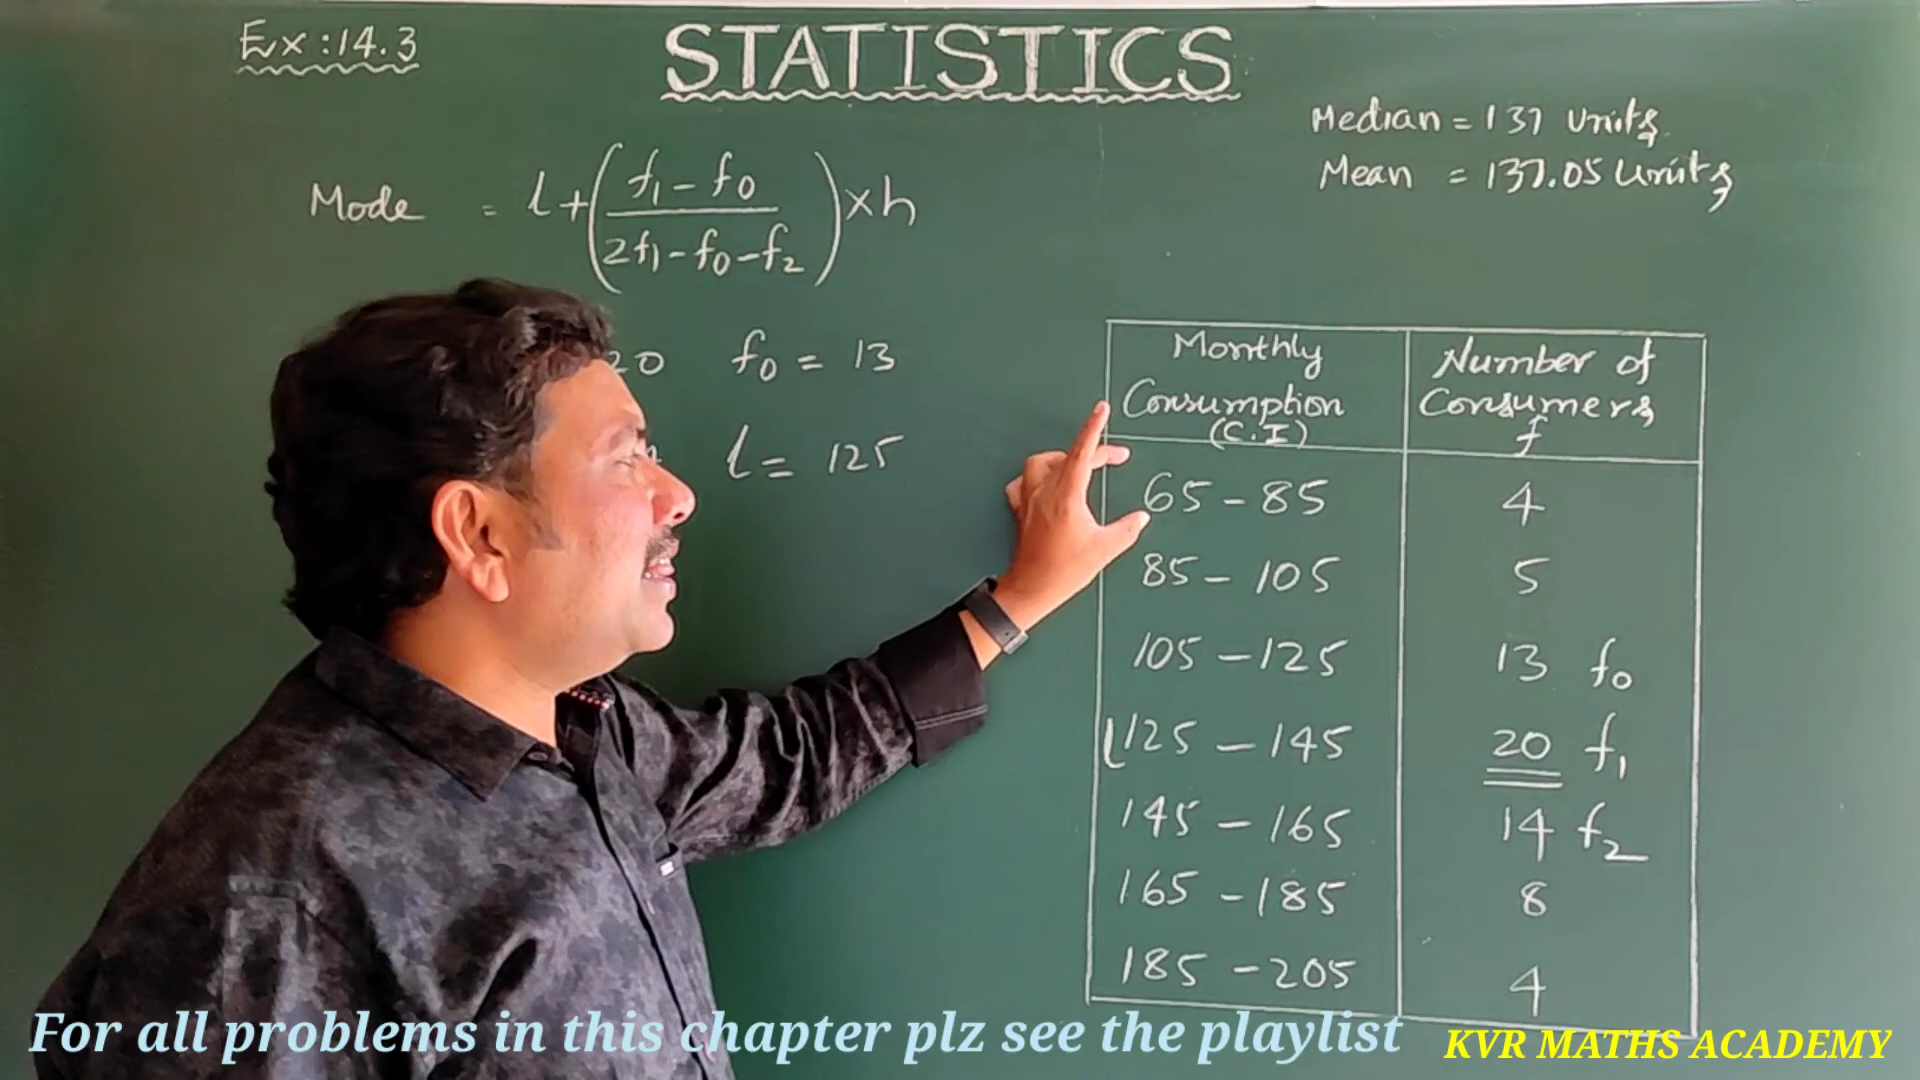 Ex:14.3
STATISTICS
Median = 137 Units
Mean = 137.05 Units
Mode = l+(f1-f0/2f1-f0-f2)×h
20 f0 = 13
l = 125
Monthly Consumption (C.I) Number of Consumers f
65-85 4
85-105 5
105-125 13 f0
l 125-145 20 f1
145-165 14 f2
165-185 8
185-205 4
For all problems in this chapter plz see the playlist
KVR MATHS ACADEMY